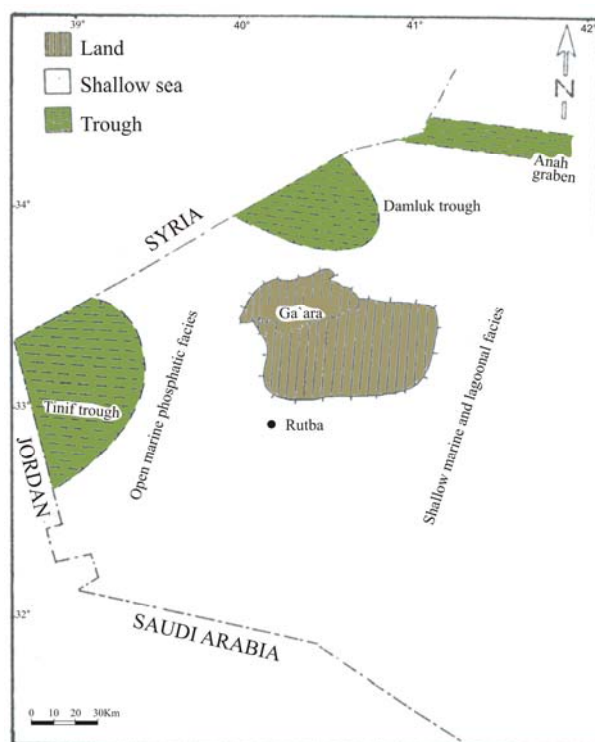 39°
40°
41°
42°
Land
Shallow sea
Trough
N
Anah
graben
34°
Damluk trough
SYRIA
Ga`ara
Open marine phosphatic facies
Shallow marine and lagoonal facies
33°
Tinif trough
Rutba
JORDAN
32°
SAUDI ARABIA
0 10 20 30Km